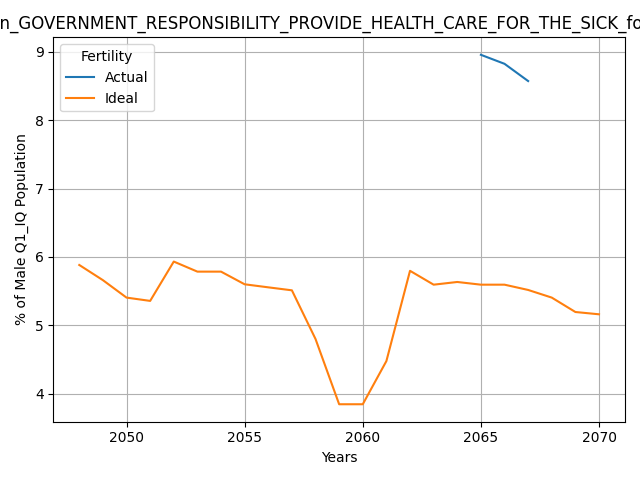 n_GOVERNMENT_RESPONSIBILITY_PROVIDE_HEALTH_CARE_FOR_THE_SICK_fo
Fertility
Actual
Ideal
9
8
7
6
5
4
% of Male Q1_IQ Population
2050
2055
2060
2065
2070
Years